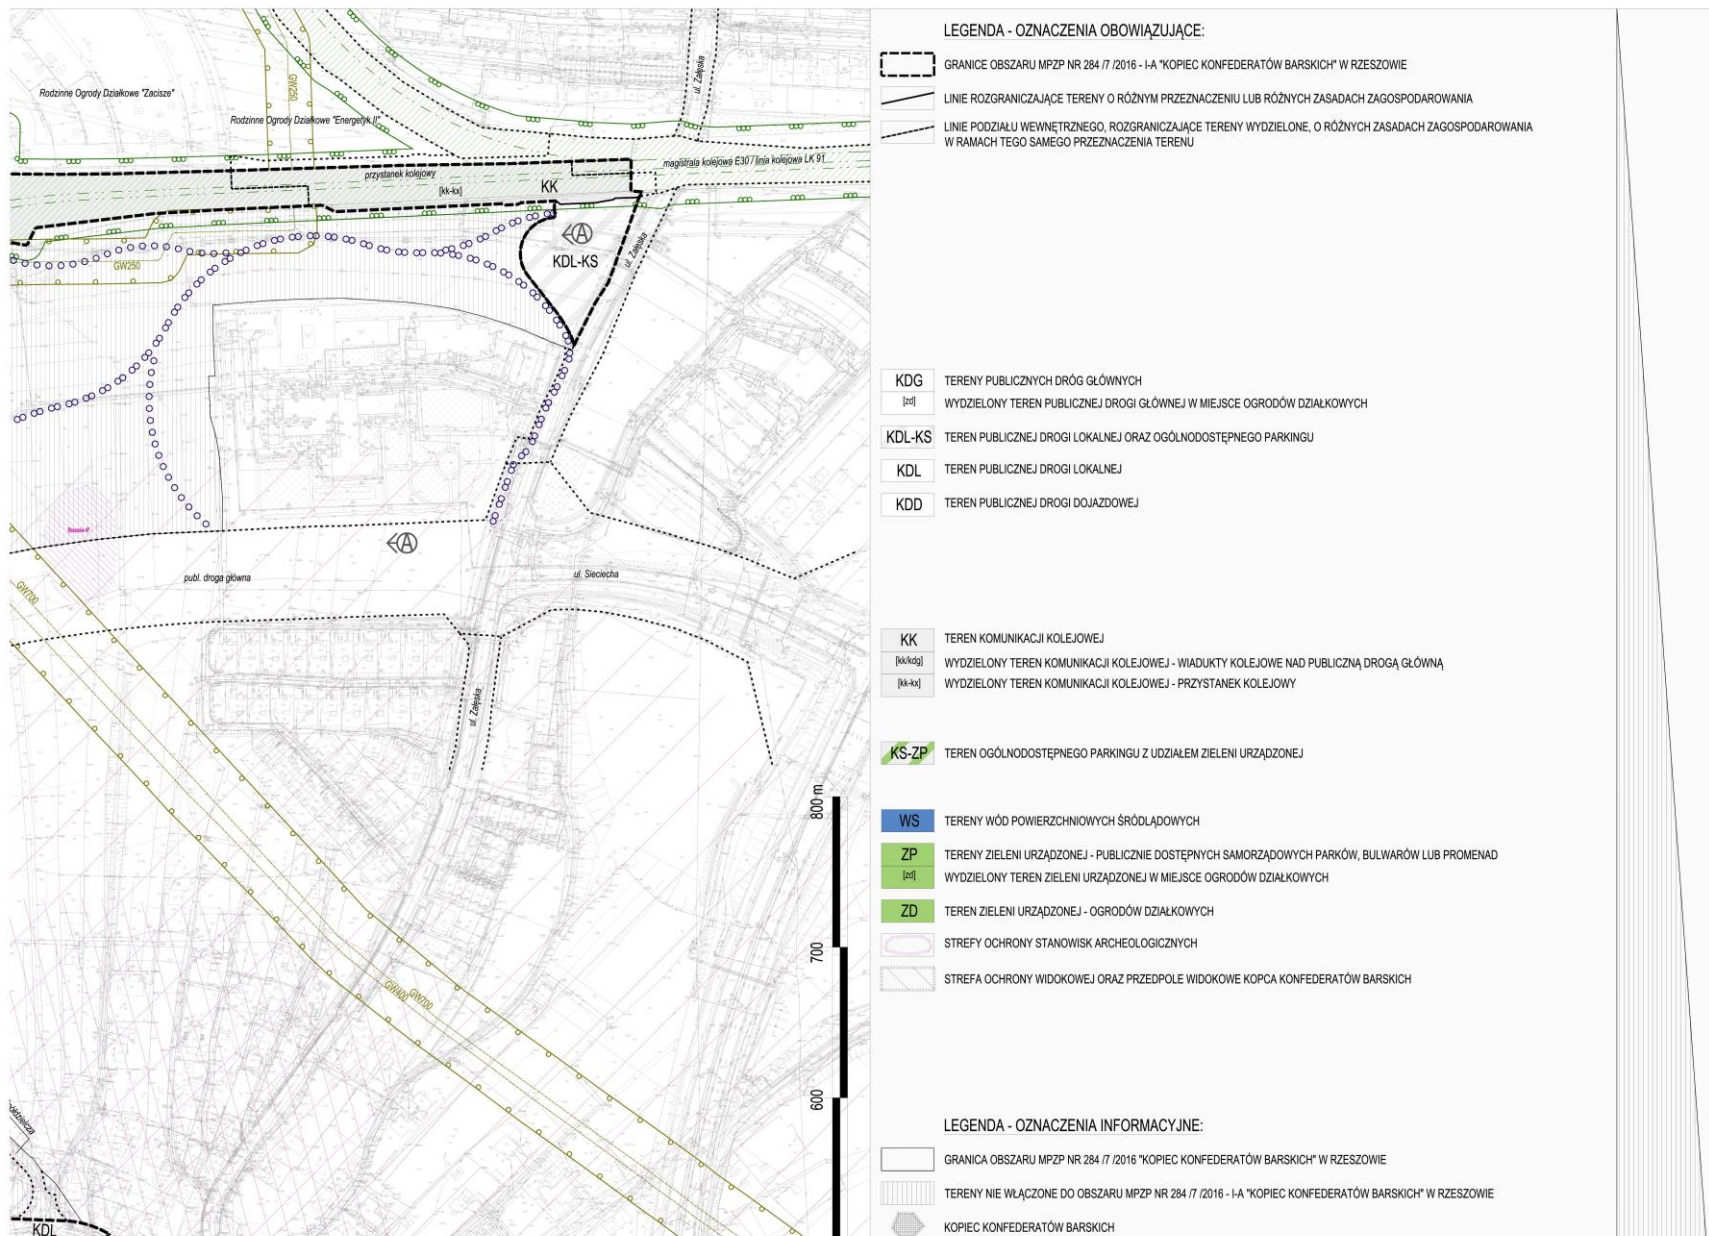 Rodzinne Ogrody Działkowe "Zacisze"
GW250
Rodzinne Ogrody Działkowe "Energetyk II"
ul. Załęska
magistrala kolejowa E30 / linia kolejowa LK 91
przystanek kolejowy
[kk-kx]
KK
A
KDL-KS
ul. Załęska
GW250
A
publ. droga główna
ul. Sieciecha
GW700
ul. Załęska
800 m
700
600
GW400
GW700
KDL
LEGENDA - OZNACZENIA OBOWIĄZUJĄCE:
GRANICE OBSZARU MPZP NR 284 /7 /2016 - I-A "KOPIEC KONFEDERATÓW BARSKICH" W RZESZOWIE
LINIE ROZGRANICZAJĄCE TERENY O RÓŻNYM PRZEZNACZENIU LUB RÓŻNYCH ZASADACH ZAGOSPODAROWANIA
LINIE PODZIAŁU WEWNĘTRZNEGO, ROZGRANICZAJĄCE TERENY WYDZIELONE, O RÓŻNYCH ZASADACH ZAGOSPODAROWANIA
W RAMACH TEGO SAMEGO PRZEZNACZENIA TERENU
KDG TERENY PUBLICZNYCH DRÓG GŁÓWNYCH
[zd] WYDZIELONY TEREN PUBLICZNEJ DROGI GŁÓWNEJ W MIEJSCE OGRODÓW DZIAŁKOWYCH
KDL-KS TEREN PUBLICZNEJ DROGI LOKALNEJ ORAZ OGÓLNODOSTĘPNEGO PARKINGU
KDL TEREN PUBLICZNEJ DROGI LOKALNEJ
KDD TEREN PUBLICZNEJ DROGI DOJAZDOWEJ
KK TEREN KOMUNIKACJI KOLEJOWEJ
[kk/kdg] WYDZIELONY TEREN KOMUNIKACJI KOLEJOWEJ - WIADUKTY KOLEJOWE NAD PUBLICZNĄ DROGĄ GŁÓWNĄ
[kk-kx] WYDZIELONY TEREN KOMUNIKACJI KOLEJOWEJ - PRZYSTANEK KOLEJOWY
KS-ZP TEREN OGÓLNODOSTĘPNEGO PARKINGU Z UDZIAŁEM ZIELENI URZĄDZONEJ
WS TERENY WÓD POWIERZCHNIOWYCH ŚRÓDLĄDOWYCH
ZP TERENY ZIELENI URZĄDZONEJ - PUBLICZNIE DOSTĘPNYCH SAMORZĄDOWYCH PARKÓW, BULWARÓW LUB PROMENAD
[zd] WYDZIELONY TEREN ZIELENI URZĄDZONEJ W MIEJSCE OGRODÓW DZIAŁKOWYCH
ZD TEREN ZIELENI URZĄDZONEJ - OGRODÓW DZIAŁKOWYCH
STREFY OCHRONY STANOWISK ARCHEOLOGICZNYCH
STREFA OCHRONY WIDOKOWEJ ORAZ PRZEDPOLE WIDOKOWE KOPCA KONFEDERATÓW BARSKICH
LEGENDA - OZNACZENIA INFORMACYJNE:
GRANICA OBSZARU MPZP NR 284 /7 /2016 "KOPIEC KONFEDERATÓW BARSKICH" W RZESZOWIE
TERENY NIE WŁĄCZONE DO OBSZARU MPZP NR 284 /7 /2016 - I-A "KOPIEC KONFEDERATÓW BARSKICH" W RZESZOWIE
KOPIEC KONFEDERATÓW BARSKICH